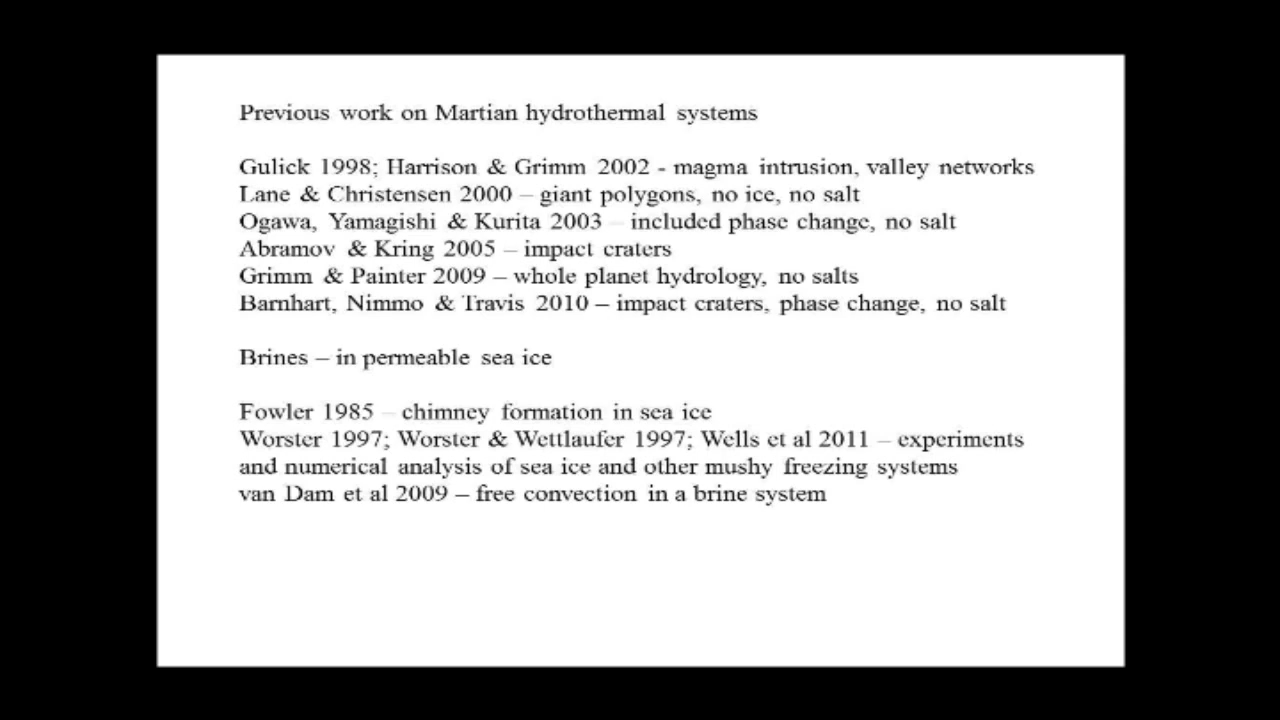 Previous work on Martian hydrothermal systems
Gulick 1998; Harrison & Grimm 2002 - magma intrusion, valley networks
Lane & Christensen 2000 – giant polygons, no ice, no salt
Ogawa, Yamagishi & Kurita 2003 – included phase change, no salt
Abramov & Kring 2005 – impact craters
Grimm & Painter 2009 – whole planet hydrology, no salts
Barnhart, Nimmo & Travis 2010 – impact craters, phase change, no salt
Brines – in permeable sea ice
Fowler 1985 – chimney formation in sea ice
Worster 1997; Worster & Wettlaufer 1997; Wells et al 2011 – experiments
and numerical analysis of sea ice and other mushy freezing systems
van Dam et al 2009 – free convection in a brine system